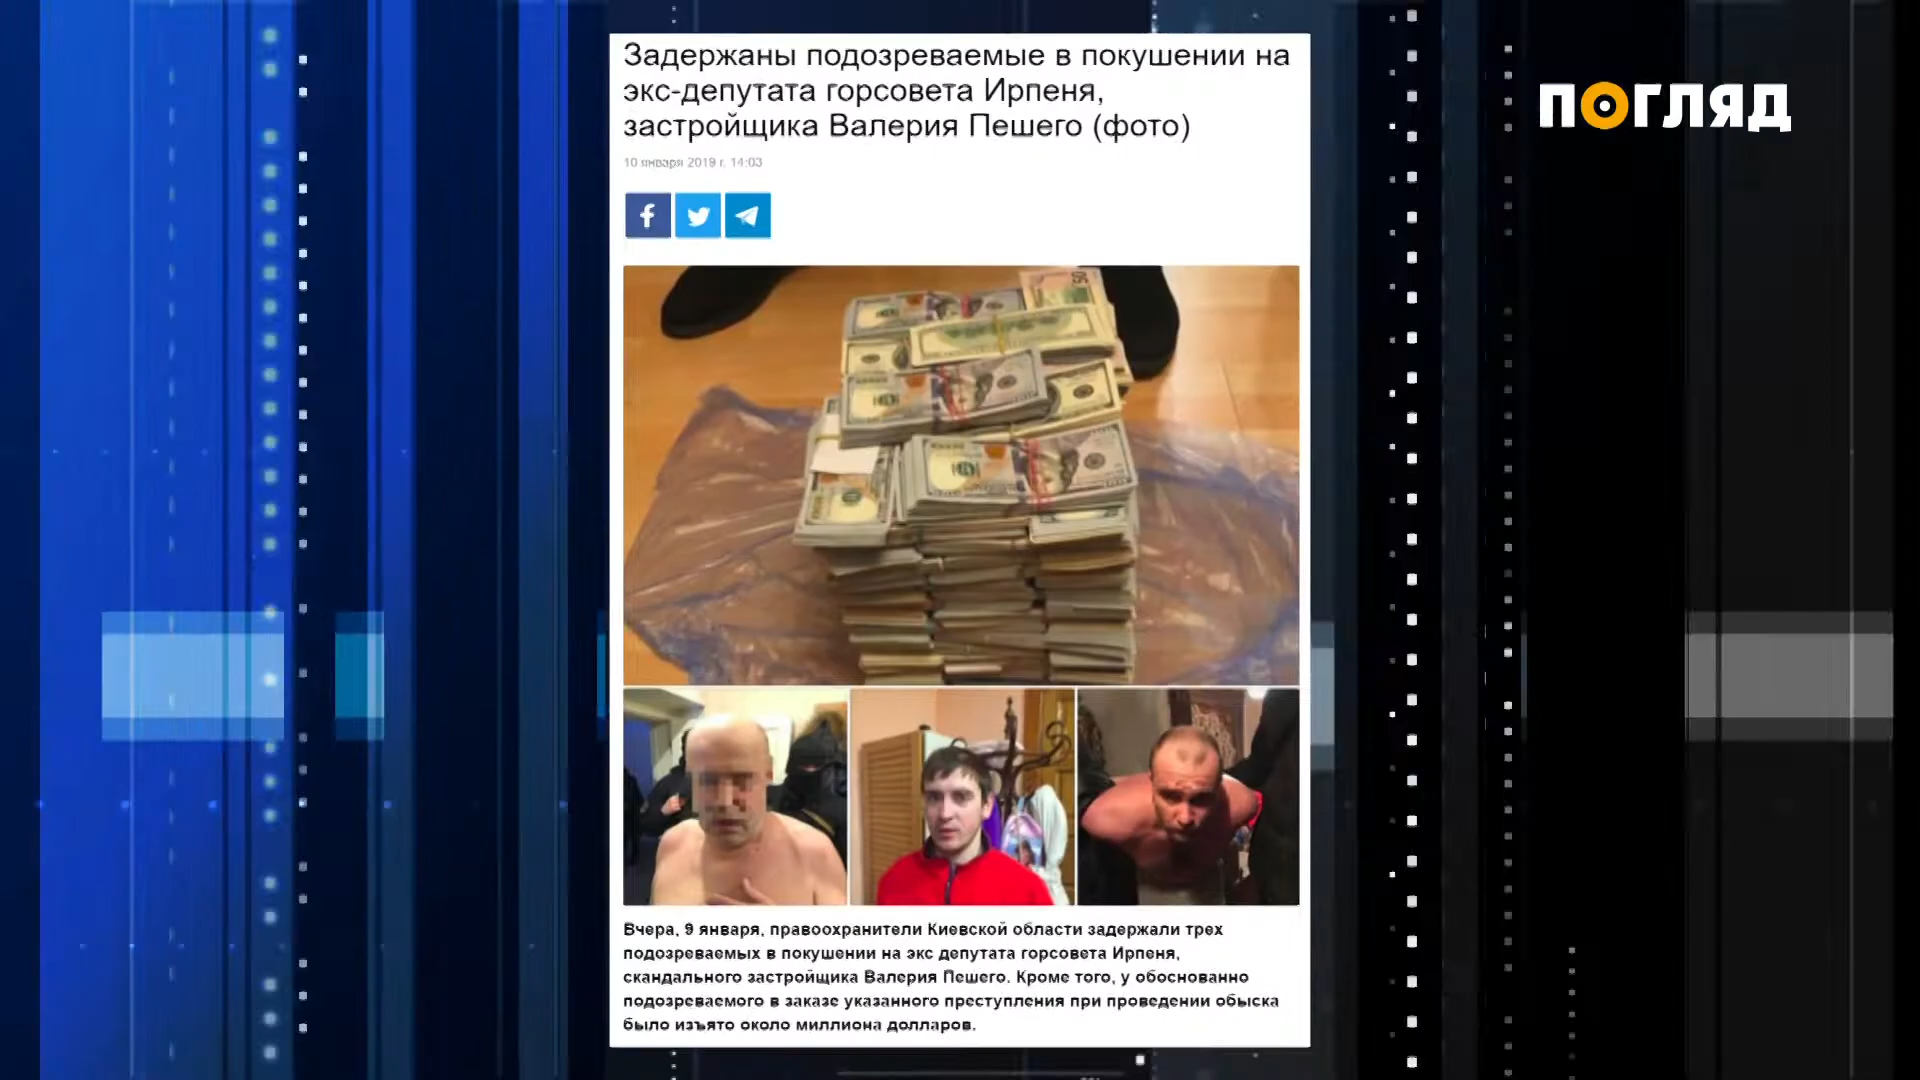 Задержаны подозреваемые в покушении на
экс-депутата горсовета Ирпеня,
застройщика Валерия Пешего (фото)
ПОГЛЯД
10 января 2019 г. 14:03
Вчера, 9 января, правоохранители Киевской области задержали трех
подозреваемых в покушении на экс депутата горсовета Ирпеня,
скандального застройщика Валерия Пешего. Кроме того, у обоснованно
подозреваемого в заказе указанного преступления при проведении обыска
было изъято около миллиона долларов.